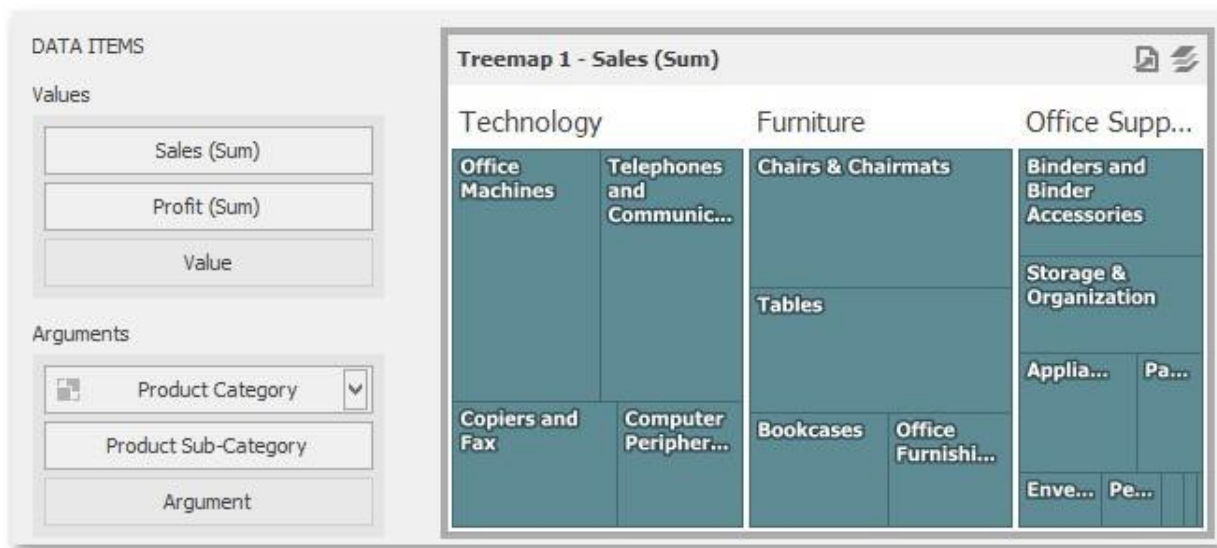 DATA ITEMS
Values
Sales (Sum)
Profit (Sum)
Value
Arguments
Product Category
Product Sub-Category
Argument
Treemap 1 - Sales (Sum)
Technology
Office
Machines
Telephones
and
Communic...
Copiers and
Fax
Computer
Peripher...
Furniture
Chairs & Chairmats
Tables
Bookcases
Office
Furnishi...
Office Supp...
Binders and
Binder
Accessories
Storage &
Organization
Applia...
Pa...
Enve...
Pe...